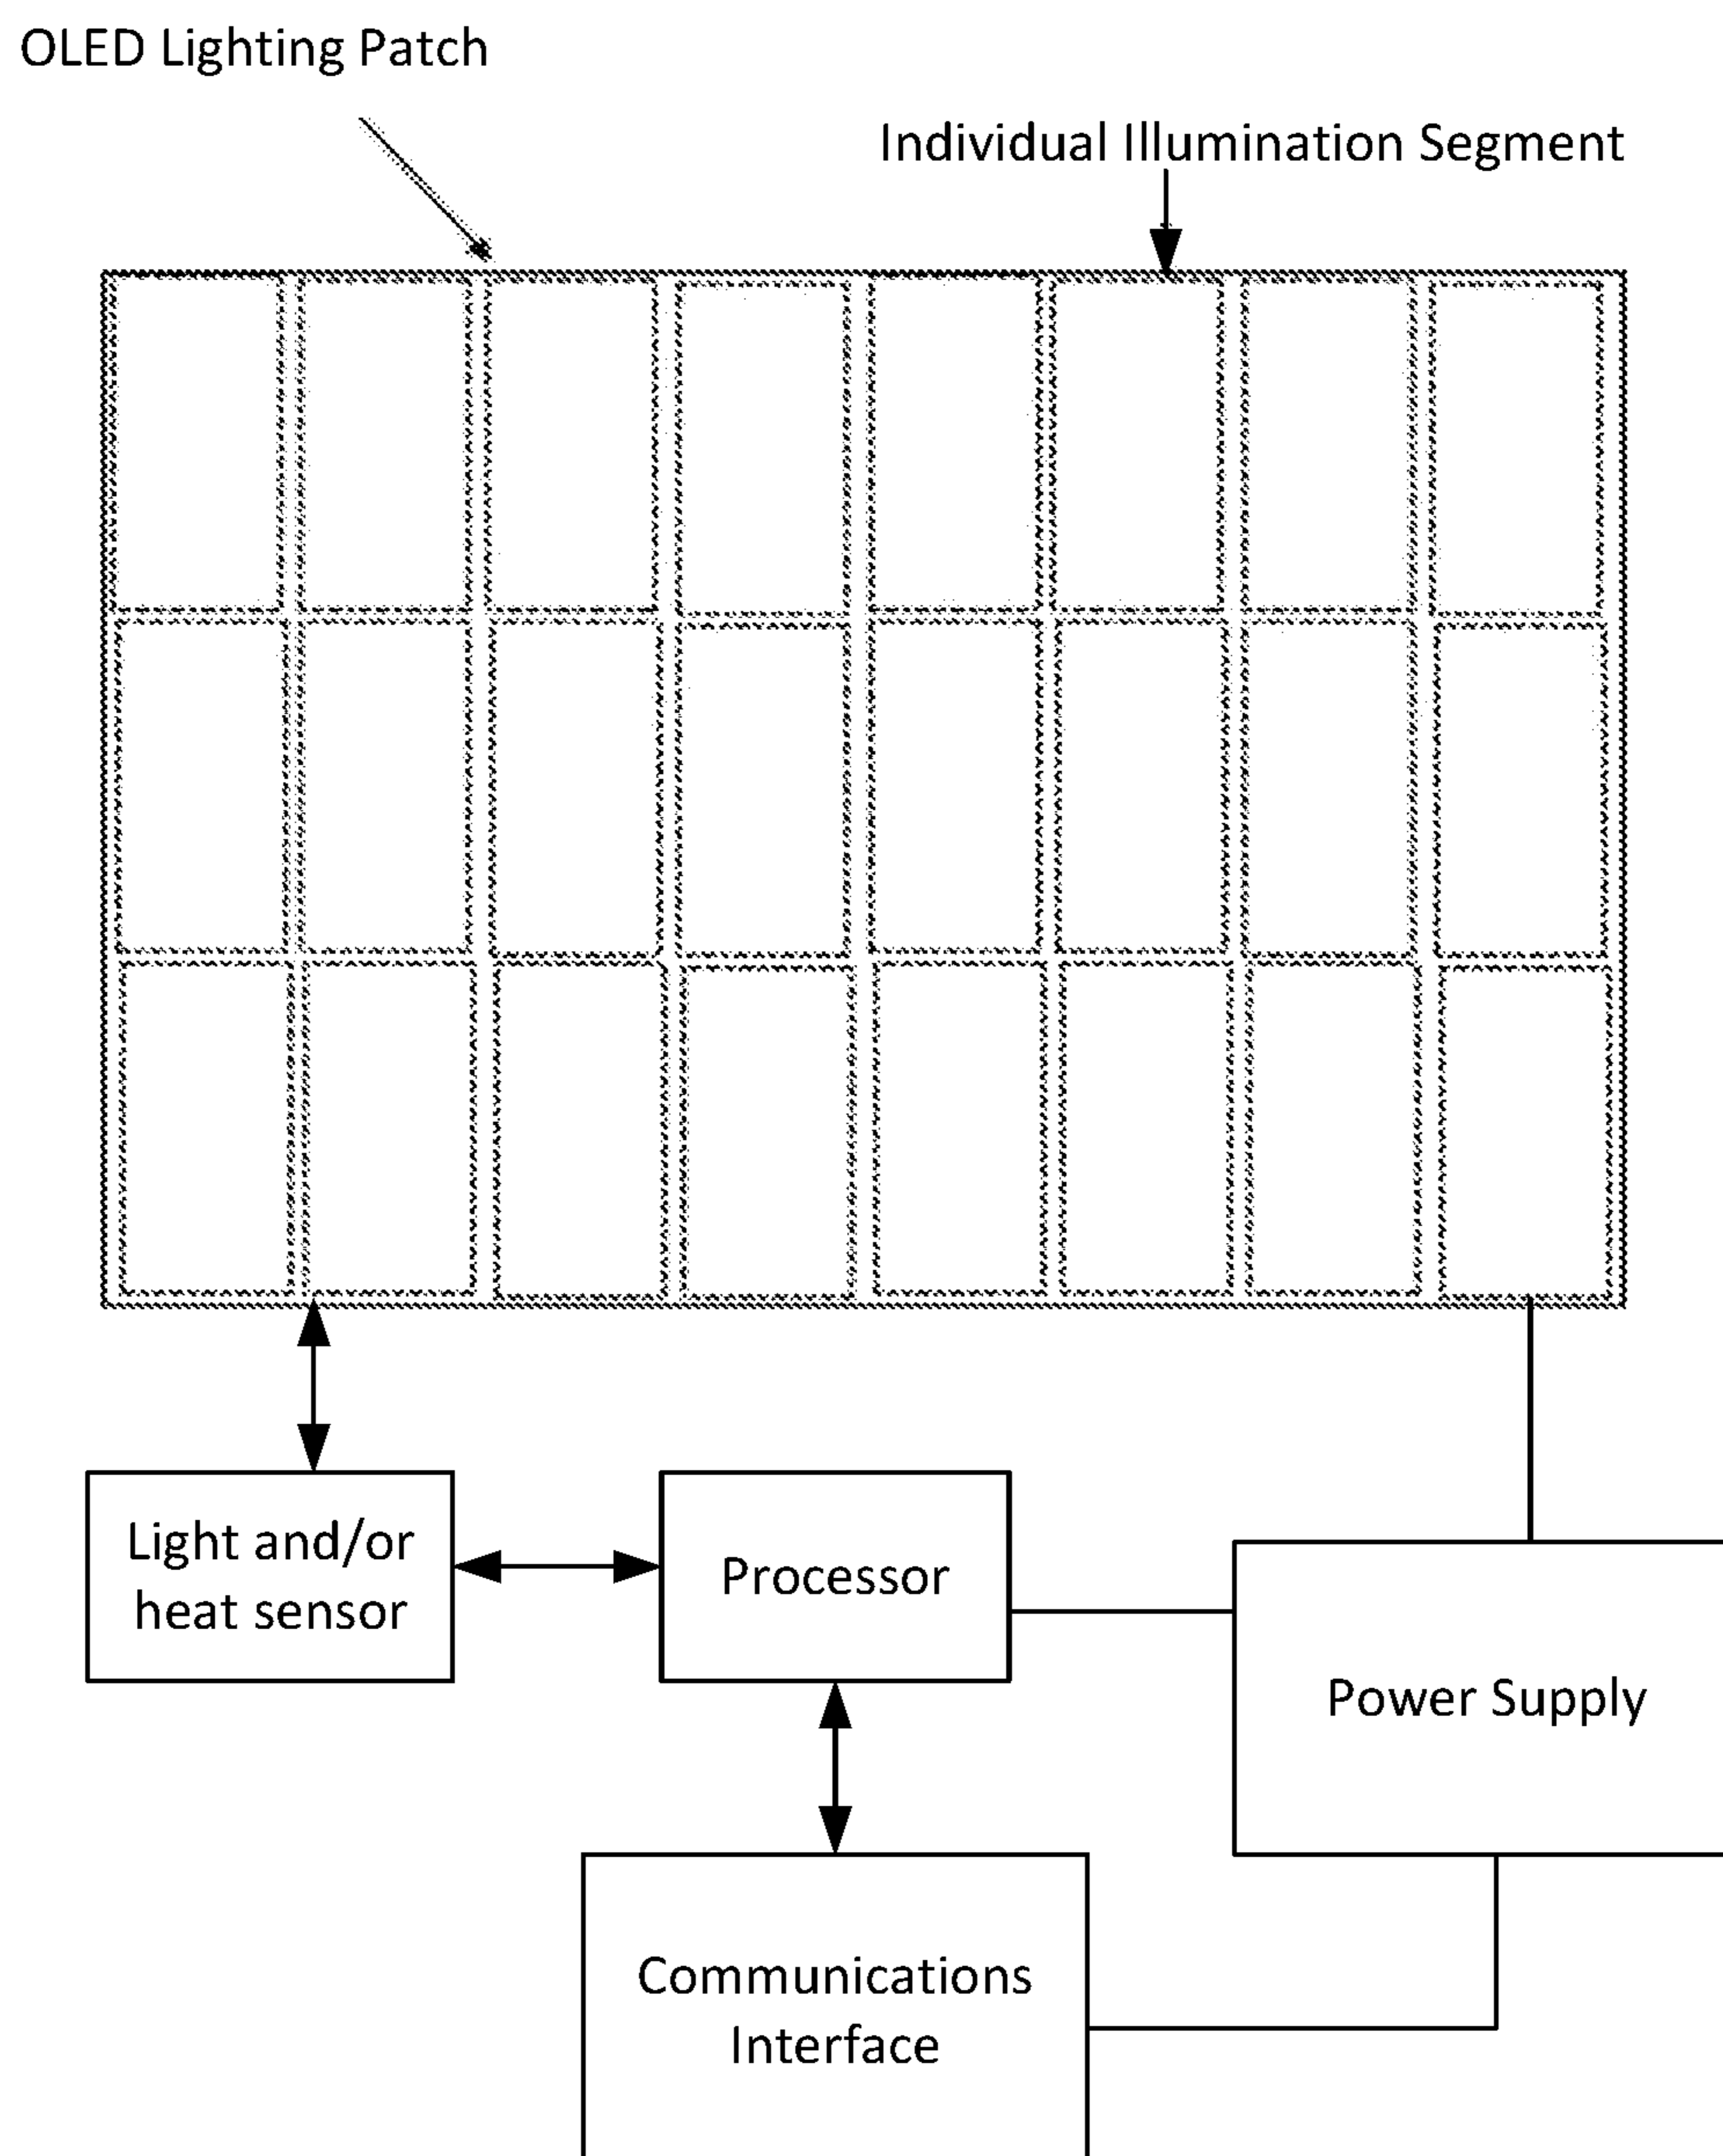 OLED Lighting Patch
Individual Illumination Segment
Light and/or
heat sensor
Processor
Power Supply
Communications
Interface